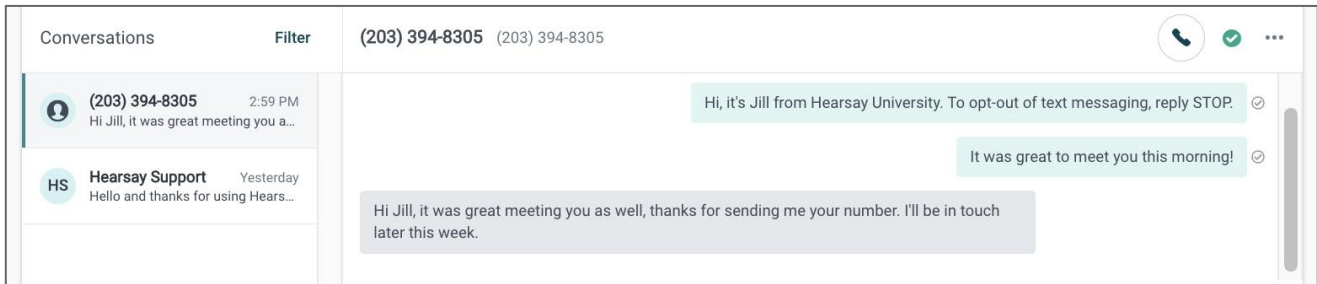 Conversations
Filter
(203) 394-8305
2:59 PM
Hi Jill, it was great meeting you a...
HS
Hearsay Support
Yesterday
Hello and thanks for using Hears...
(203) 394-8305 (203) 394-8305
Hi, it's Jill from Hearsay University. To opt-out of text messaging, reply STOP.
It was great to meet you this morning!
Hi Jill, it was great meeting you as well, thanks for sending me your number. I'll be in touch
later this week.